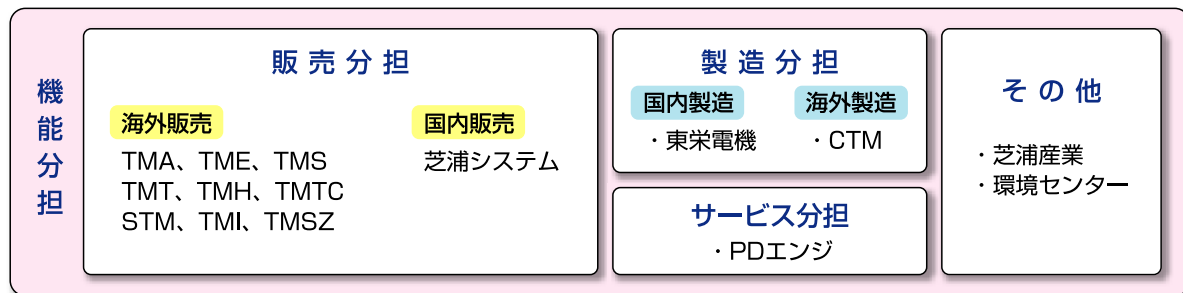 機能分担
販売分担
海外販売
TMA、TME、TMS
TMT、TMH、TMTC
STM、TMI、TMSZ
国内販売
芝浦システム
製造分担
国内製造
・東栄電機
海外製造
・CTM
サービス分担
・PDエンジ
その他
・芝浦産業
・環境センター